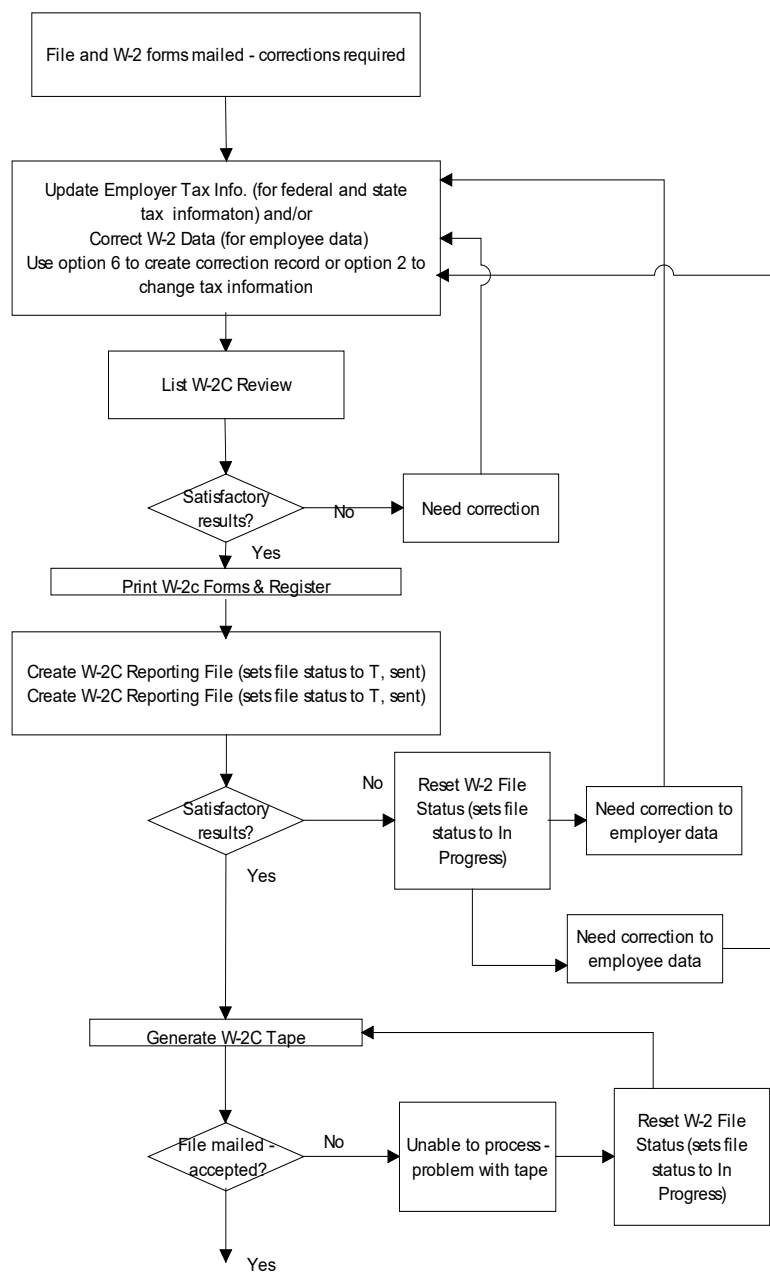 File and W-2 forms mailed - corrections required
Update Employer Tax Info. (for federal and state
tax informaton) and/or
Correct W-2 Data (for employee data)
Use option 6 to create correction record or option 2 to
change tax information
List W-2C Review
Satisfactory
results?
No
Need correction
Yes
Print W-2c Forms & Register
Create W-2C Reporting File (sets file status to T, sent)
Create W-2C Reporting File (sets file status to T, sent)
Satisfactory
results?
No
Reset W-2 File
Status (sets file
status to In
Progress)
Need correction to
employer data
Yes
Need correction to
employee data
Generate W-2C Tape
File mailed -
accepted?
No
Unable to process -
problem with tape
Reset W-2 File
Status (sets file
status to In
Progress)
Yes